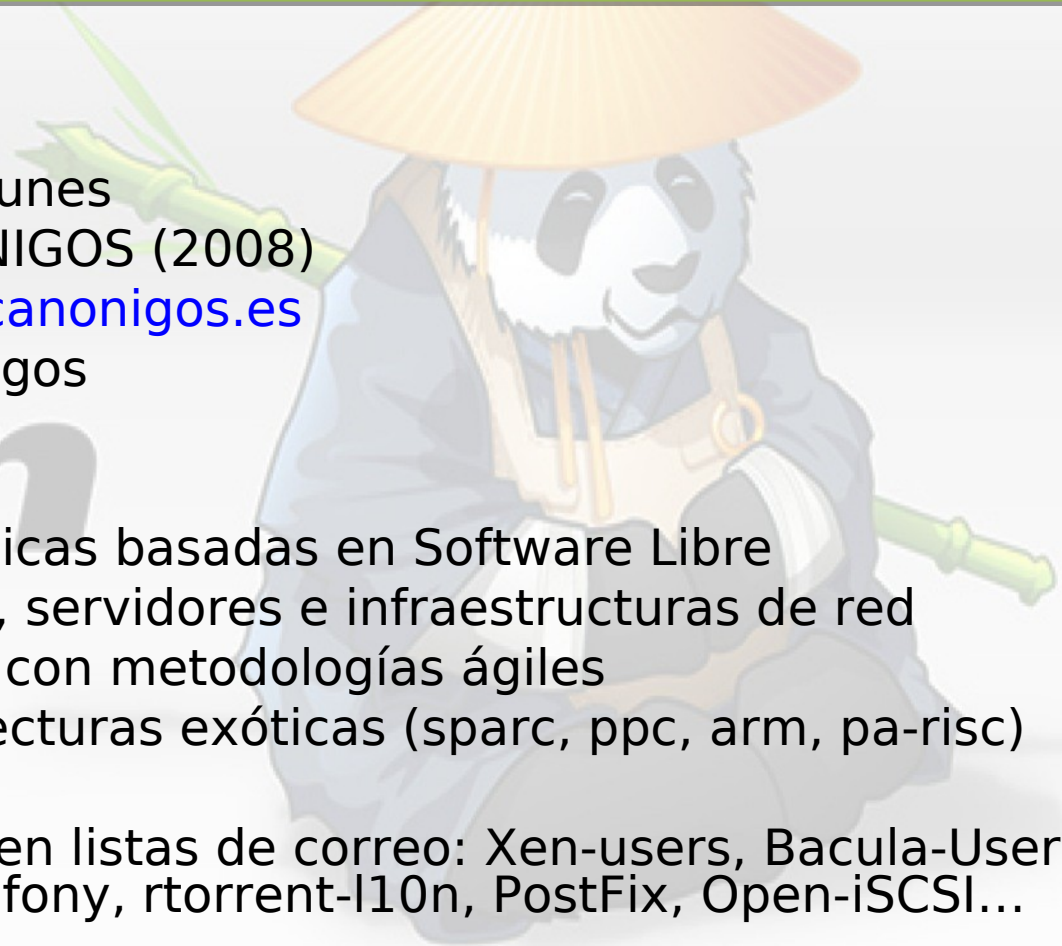 unes
NIGOS (2008)
canonigos.es
gos
n
icas basadas en Software Libre
, servidores e infraestructuras de red
con metodologías ágiles
ecturas exóticas (sparc, ppc, arm, pa-risc)
en listas de correo: Xen-users, Bacula-User
fony, rtorrent-l10n, PostFix, Open-iSCSI...